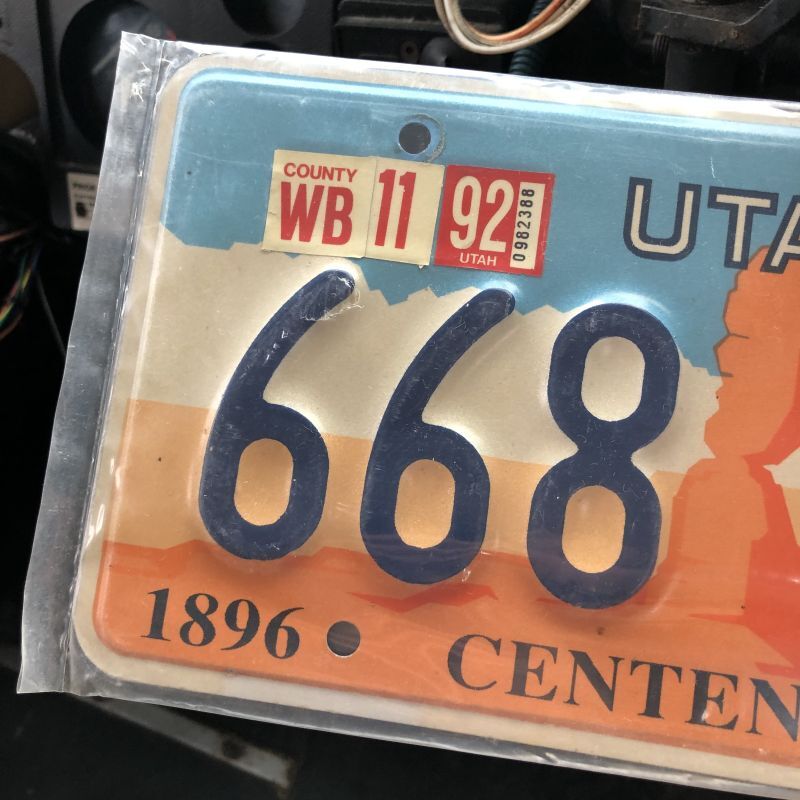 COUNTY
WB 11 92
UTAH
0982388
UTA
668
1896 CENTEN